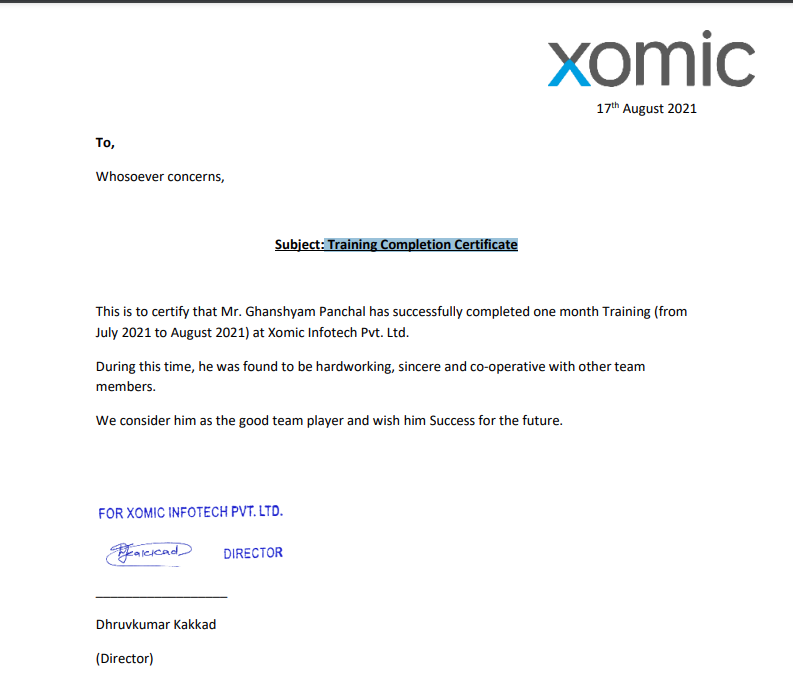 xomic
17th August 2021
To,
Whosoever concerns,
Subject: Training Completion Certificate
This is to certify that Mr. Ghanshyam Panchal has successfully completed one month Training (from
July 2021 to August 2021) at Xomic Infotech Pvt. Ltd.
During this time, he was found to be hardworking, sincere and co-operative with other team
members.
We consider him as the good team player and wish him Success for the future.
FOR XOMIC INFOTECH PVT. LTD.
DIRECTOR
Dhruvkumar Kakkad
(Director)